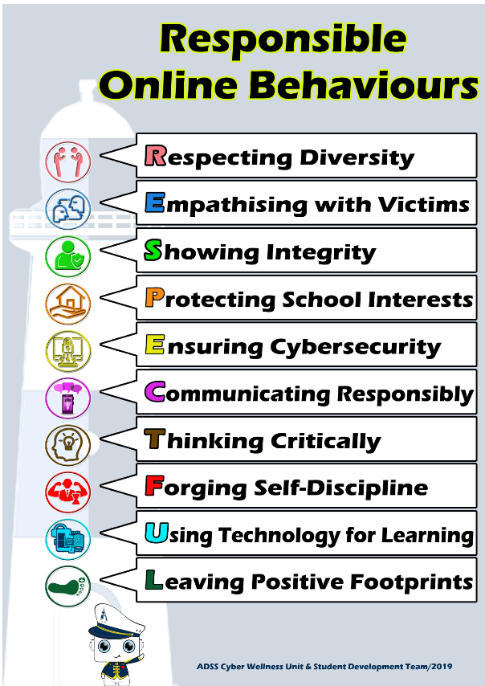 Responsible
Online Behaviours
Respecting Diversity
Empathising with Victims
Showing Integrity
Protecting School Interests
Ensuring Cybersecurity
Communicating Responsibly
Thinking Critically
Forging Self-Discipline
Using Technology for Learning
Leaving Positive Footprints
ADSS Cyber Wellness Unit & Student Development Team/2019